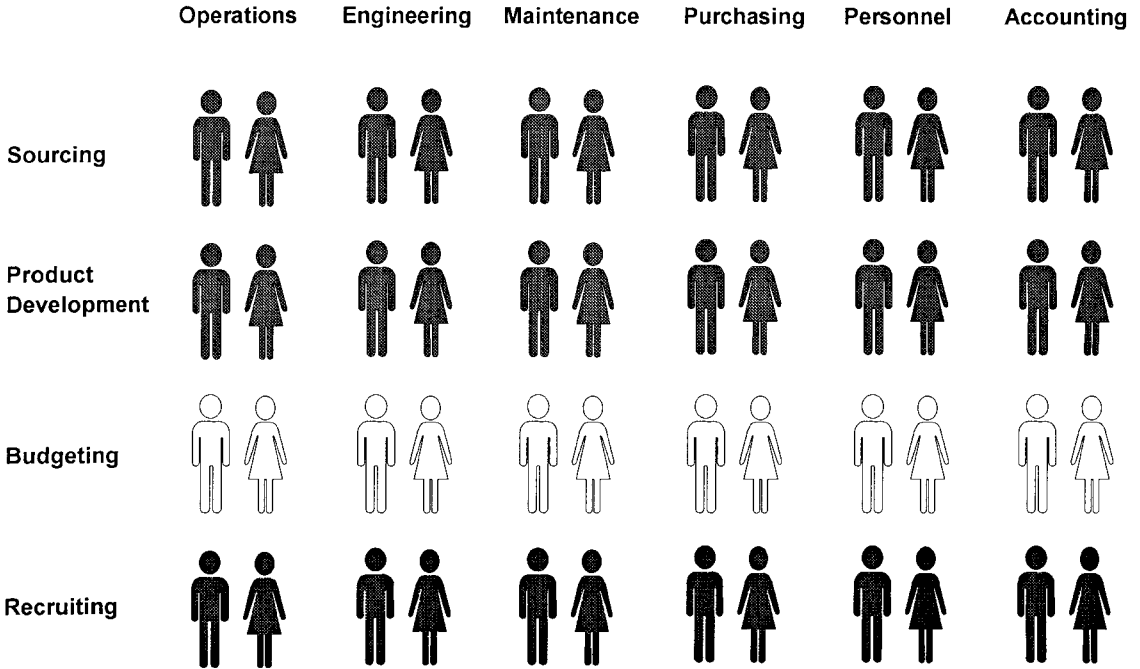 Operations Engineering Maintenance Purchasing Personnel Accounting
Sourcing
Product
Development
Budgeting
Recruiting